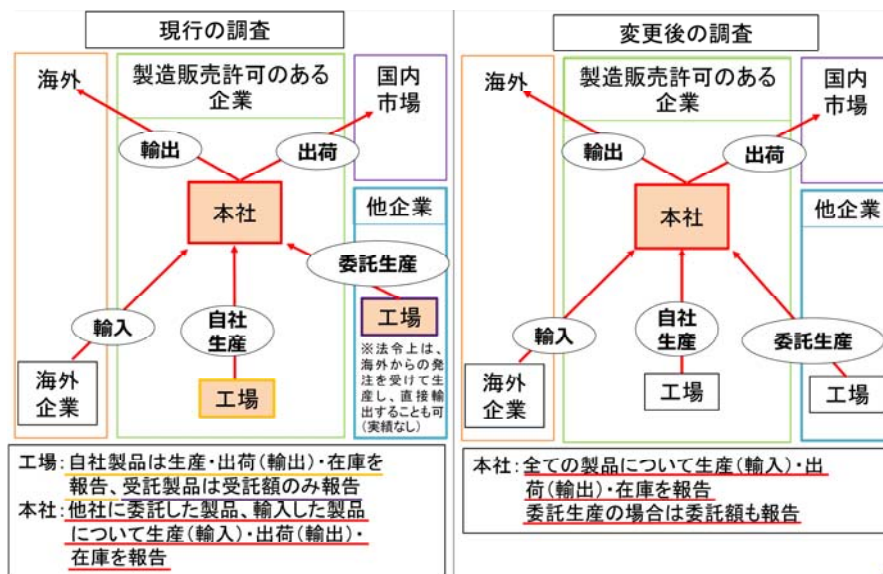 現行の調査
海外
製造販売許可のある
企業
国内
市場
輸出
出荷
本社
他企業
委託生産
輸入
自社
生産
工場
※法令上は、
海外からの発
注を受けて生
産し、直接輸
出することも可
(実績なし)
海外
企業
工場
工場:自社製品は生産・出荷(輸出)・在庫を
報告、受託製品は受託額のみ報告
本社:他社に委託した製品、輸入した製品
について生産(輸入)・出荷(輸出)・
在庫を報告
変更後の調査
海外
製造販売許可のある
企業
国内
市場
輸出
出荷
本社
他企業
輸入
自社
生産
委託生産
海外
企業
工場
工場
本社:全ての製品について生産(輸入)・出
荷(輸出)・在庫を報告
委託生産の場合は委託額も報告